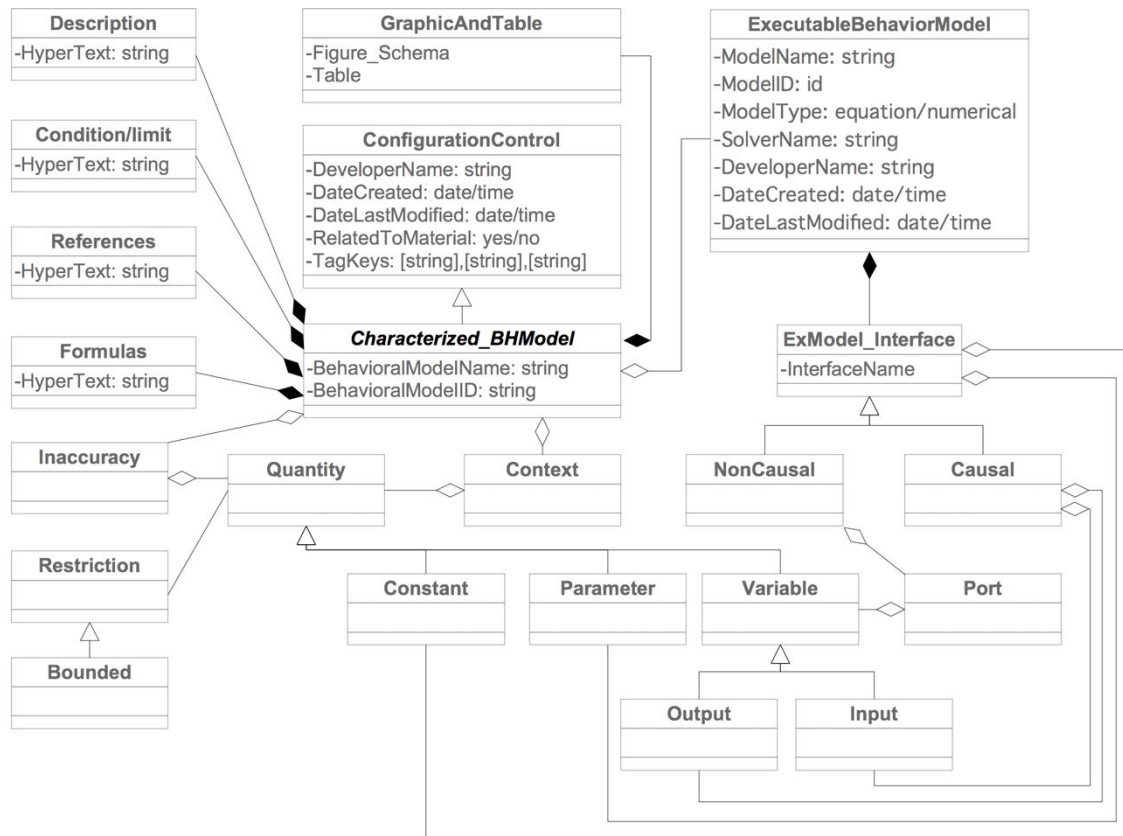 Description
-HyperText: string
GraphicAndTable
-Figure_Schema
-Table
ExecutableBehaviorModel
-ModelName: string
-ModelID: id
-ModelType: equation/numerical
-SolverName: string
-DeveloperName: string
-DateCreated: date/time
-DateLastModified: date/time
Condition/limit
-HyperText: string
ConfigurationControl
-DeveloperName: string
-DateCreated: date/time
-DateLastModified: date/time
-RelatedToMaterial: yes/no
-TagKeys: [string],[string],[string]
References
-HyperText: string
Formulas
-HyperText: string
Characterized_BHModel
-BehavioralModelName: string
-BehavioralModelID: string
ExModel_Interface
-InterfaceName
Inaccuracy
Quantity
Context
NonCausal
Causal
Restriction
Constant
Parameter
Variable
Port
Bounded
Output
Input